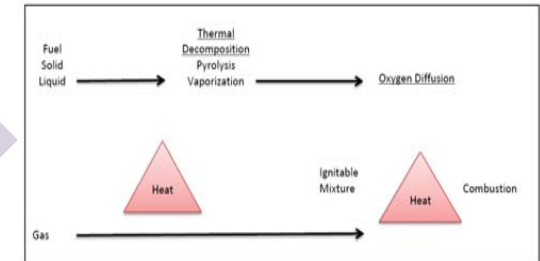 Fuel
Solid
Liquid
Thermal
Decomposition
Pyrolysis
Vaporization
Oxygen Diffusion
Heat
Ignitable
Mixture
Heat
Combustion
Gas